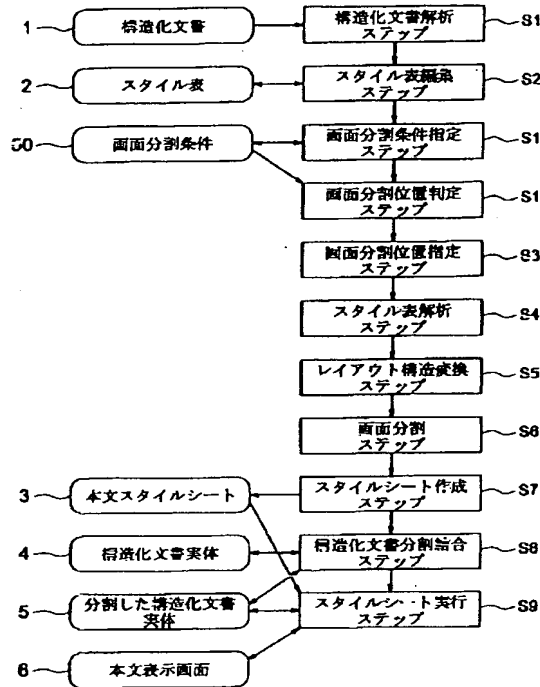 1
構造化文書
構造化文書解析
ステップ
S1
2
スタイル表
スタイル表編集
ステップ
S2
画面分割条件
画面分割条件指定
ステップ
S1
画面分割位置判定
ステップ
S1
画面分割位置指定
ステップ
S3
スタイル表解析
ステップ
S4
レイアウト構造変換
ステップ
S5
画面分割
ステップ
S6
3
本文スタイルシート
スタイルシート作成
ステップ
S7
4
構造化文書実体
構造化文書分割結合
ステップ
S8
5
分割した構造化文書
実体
スタイルシート実行
ステップ
S9
6
本文表示画面